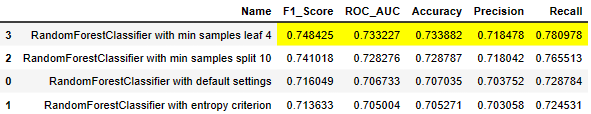 Name F1_Score ROC_AUC Accuracy Precision Recall
3 RandomForestClassifier with min samples leaf 4 0.748425 0.733227 0.733882 0.718478 0.780978
2 RandomForestClassifier with min samples split 10 0.741018 0.728276 0.728787 0.718042 0.765513
0 RandomForestClassifier with default settings 0.716049 0.706733 0.707035 0.703752 0.728784
1 RandomForestClassifier with entropy criterion 0.713633 0.705004 0.705271 0.703058 0.724531